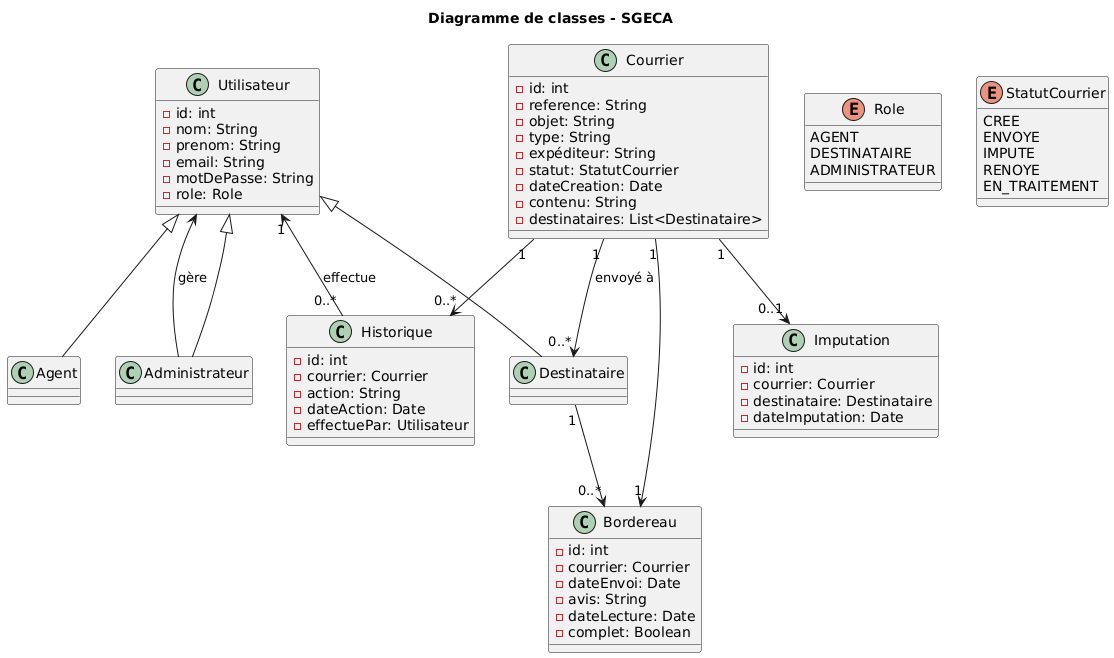 Diagramme de classes - SGECA
C Utilisateur
id: int
nom: String
prenom: String
email: String
motDePasse: String
role: Role
C Courrier
id: int
reference: String
objet: String
type: String
expéditeur: String
statut: StatutCourrier
dateCreation: Date
contenu: String
destinataires: List<Destinataire>
E Role
AGENT
DESTINATAIRE
ADMINISTRATEUR
E StatutCourrier
CREE
ENVOYE
IMPUTE
RENOYE
EN_TRAITEMENT
1
1
1
1
1
gère
effectue
envoyé à
0..*
0..*
0..*
0..1
C Agent
C Administrateur
C Historique
id: int
courrier: Courrier
action: String
dateAction: Date
effectuePar: Utilisateur
C Destinataire
C Imputation
id: int
courrier: Courrier
destinataire: Destinataire
dateImputation: Date
1
0..*
1
C Bordereau
id: int
courrier: Courrier
dateEnvoi: Date
avis: String
dateLecture: Date
complet: Boolean